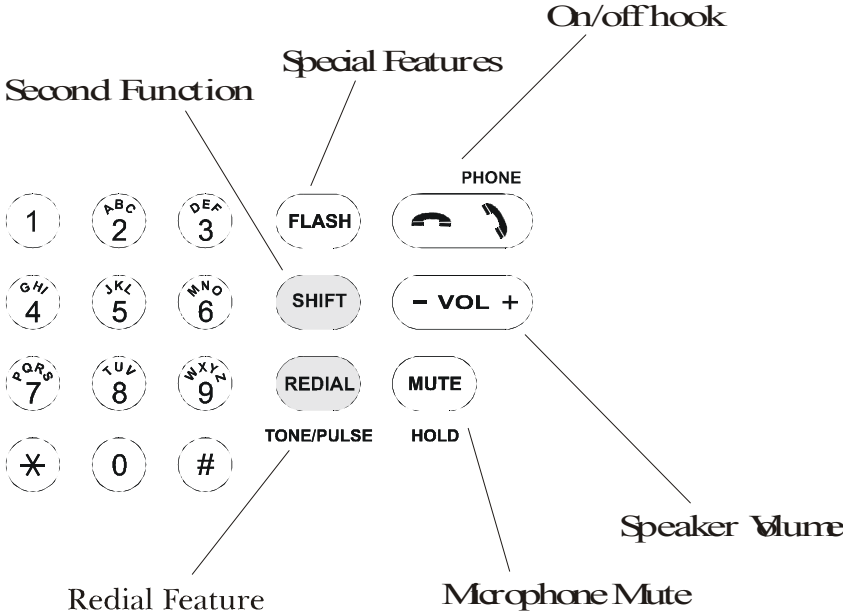 On/off hook
Special Features
Second Function
PHONE
1 ABC 2 DEF 3 FLASH
GHI 4 JKL 5 MNO 6 SHIFT - VOL +
PQRS 7 TUV 8 WXYZ 9 REDIAL MUTE
TONE/PULSE HOLD
* 0 #
Speaker Volume
Redial Feature
Microphone Mute